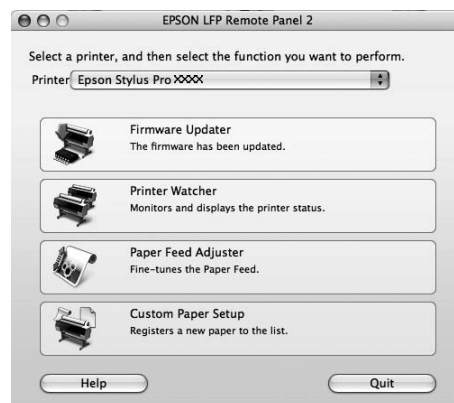 EPSON LFP Remote Panel 2
Select a printer, and then select the function you want to perform.
Printer Epson Stylus Pro XXXX
Firmware Updater
The firmware has been updated.
Printer Watcher
Monitors and displays the printer status.
Paper Feed Adjuster
Fine-tunes the Paper Feed.
Custom Paper Setup
Registers a new paper to the list.
Help Quit